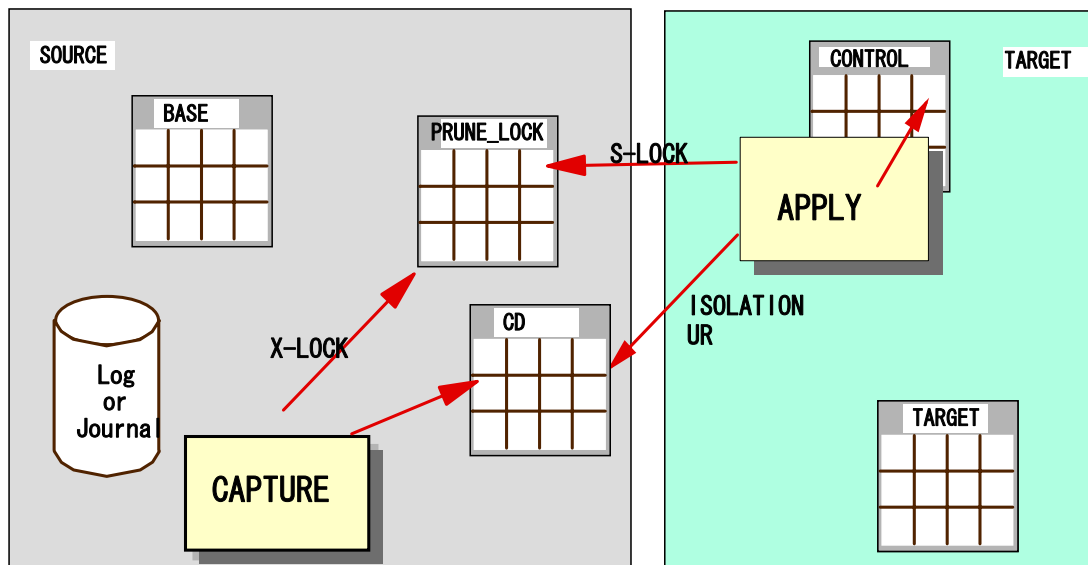 SOURCE
BASE
PRUNE_LOCK
S-LOCK
CONTROL
TARGET
APPLY
ISOLATION
UR
X-LOCK
CD
Log
or
Journal
CAPTURE
TARGET